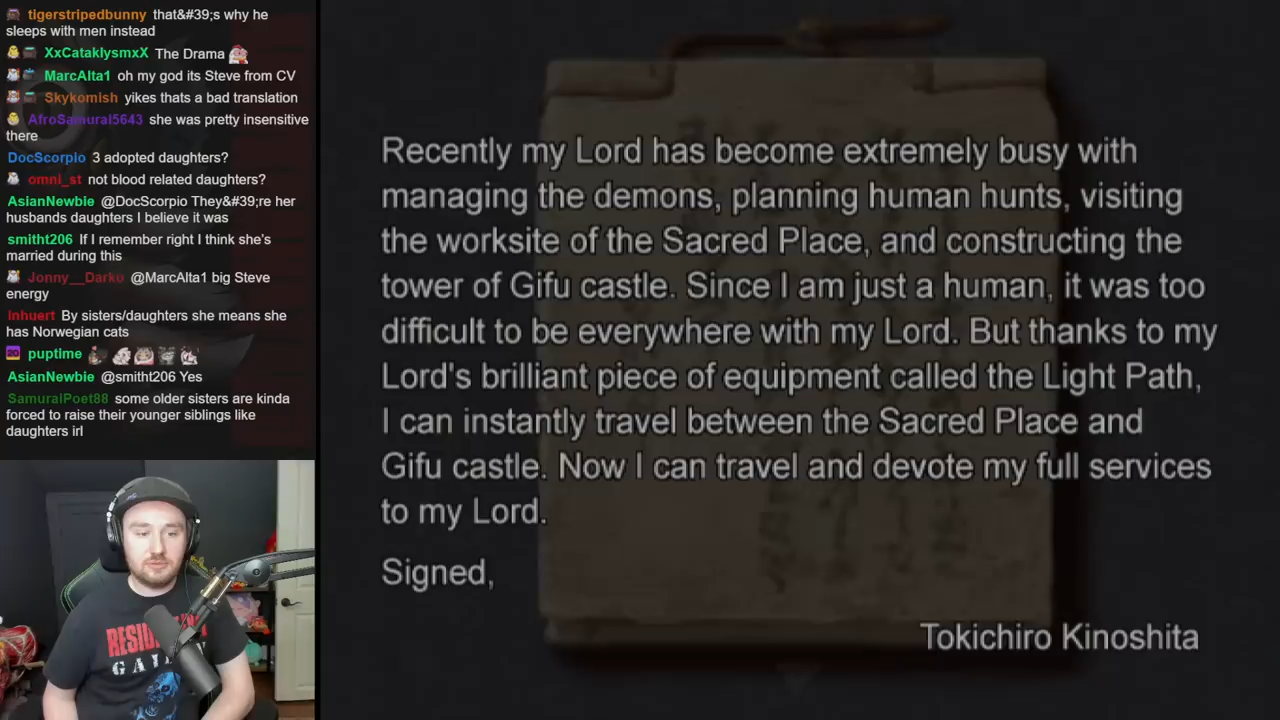 tigerstripedbunny that&#39;s why he
sleeps with men instead
XxCataklysmxX The Drama
MarcAlta1 oh my god its Steve from CV
Skykomish yikes thats a bad translation
AfroSamurai5643 she was pretty insensitive
there
DocScorpio 3 adopted daughters?
omni_st not blood related daughters?
AsianNewbie @DocScorpio They&#39;re her
husbands daughters I believe it was
smitht206 If I remember right I think she's
married during this
Jonny__Darko @MarcAlta1 big Steve
energy
Inhuert By sisters/daughters she means she
has Norwegian cats
20 puptime
AsianNewbie @smitht206 Yes
SamuraiPoet88 some older sisters are kinda
forced to raise their younger siblings like
daughters irl
Recently my Lord has become extremely busy with
managing the demons, planning human hunts, visiting
the worksite of the Sacred Place, and constructing the
tower of Gifu castle. Since I am just a human, it was too
difficult to be everywhere with my Lord. But thanks to my
Lord's brilliant piece of equipment called the Light Path,
I can instantly travel between the Sacred Place and
Gifu castle. Now I can travel and devote my full services
to my Lord.
Signed,
Tokichiro Kinoshita